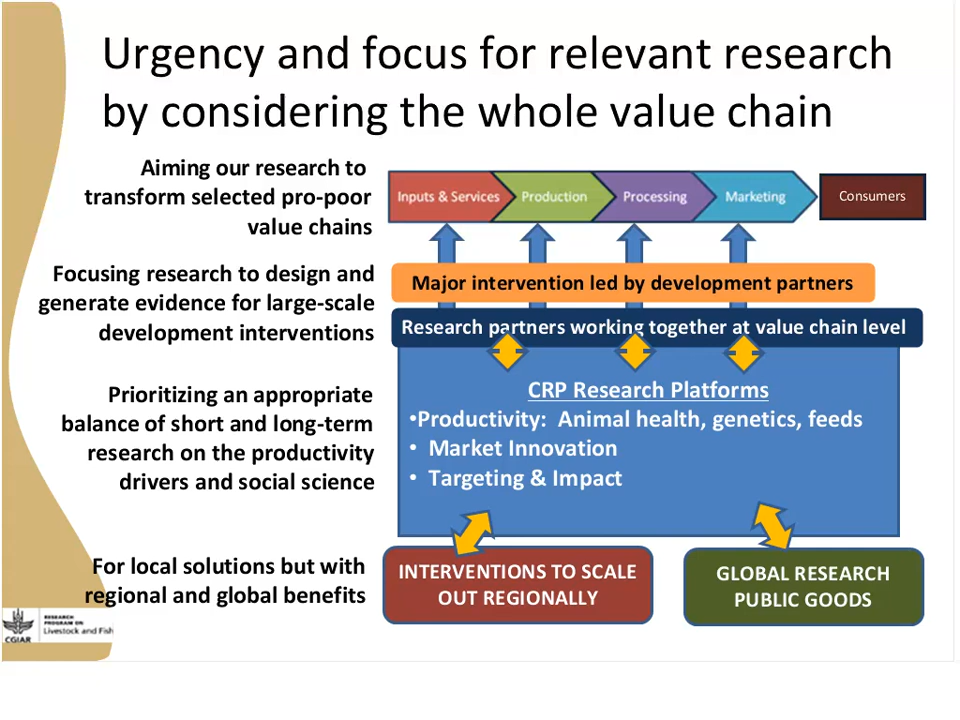 Urgency and focus for relevant research
by considering the whole value chain
Aiming our research to
transform selected pro-poor
value chains
Inputs & Services
Production
Processing
Marketing
Consumers
Focusing research to design and
generate evidence for large-scale
development interventions
Major intervention led by development partners
Research partners working together at value chain level
Prioritizing an appropriate
balance of short and long-term
research on the productivity
drivers and social science
CRP Research Platforms
•Productivity: Animal health, genetics, feeds
• Market Innovation
• Targeting & Impact
For local solutions but with
regional and global benefits
INTERVENTIONS TO SCALE
OUT REGIONALLY
GLOBAL RESEARCH
PUBLIC GOODS
CGIAR
RESEARCH
PROGRAM ON
Livestock and Fish